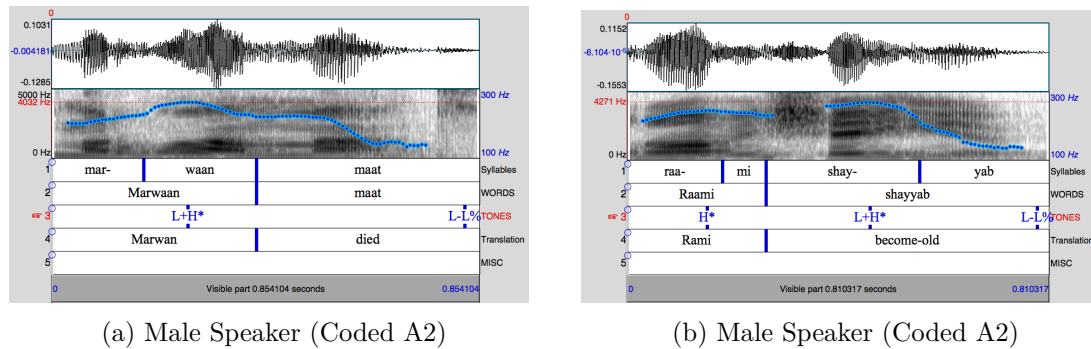 0
0.1031
-0.004181
-0.1285
5000 Hz
4032 Hz
300 Hz
0 Hz
100 Hz
1 mar- waan maat Syllables
2 Marwaan maat WORDS
3 L+H* L-L% TONES
4 Marwan died Translation
5 MISC
0 Visible part 0.854104 seconds 0.854104
(a) Male Speaker (Coded A2)
0
0.1152
-0.1553
4271 Hz
300 Hz
0 Hz
100 Hz
1 raa- mi shay- yab Syllables
2 Raami shayyab WORDS
3 H* L+H* L-L% TONES
4 Rami become-old Translation
5 MISC
0 Visible part 0.810317 seconds 0.810317
(b) Male Speaker (Coded A2)